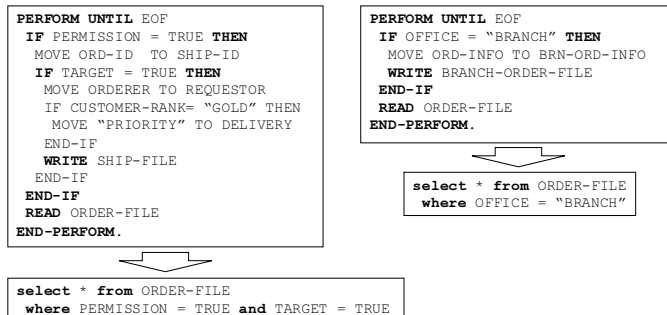 PERFORM UNTIL EOF
IF PERMISSION = TRUE THEN
MOVE ORD-ID TO SHIP-ID
IF TARGET = TRUE THEN
MOVE ORDERER TO REQUESTOR
IF CUSTOMER-RANK= “GOLD” THEN
MOVE “PRIORITY” TO DELIVERY
END-IF
WRITE SHIP-FILE
END-IF
END-IF
READ ORDER-FILE
END-PERFORM.
select * from ORDER-FILE
where PERMISSION = TRUE and TARGET = TRUE
PERFORM UNTIL EOF
IF OFFICE = “BRANCH” THEN
MOVE ORD-INFO TO BRN-ORD-INFO
WRITE BRANCH-ORDER-FILE
END-IF
READ ORDER-FILE
END-PERFORM.
select * from ORDER-FILE
where OFFICE = “BRANCH”